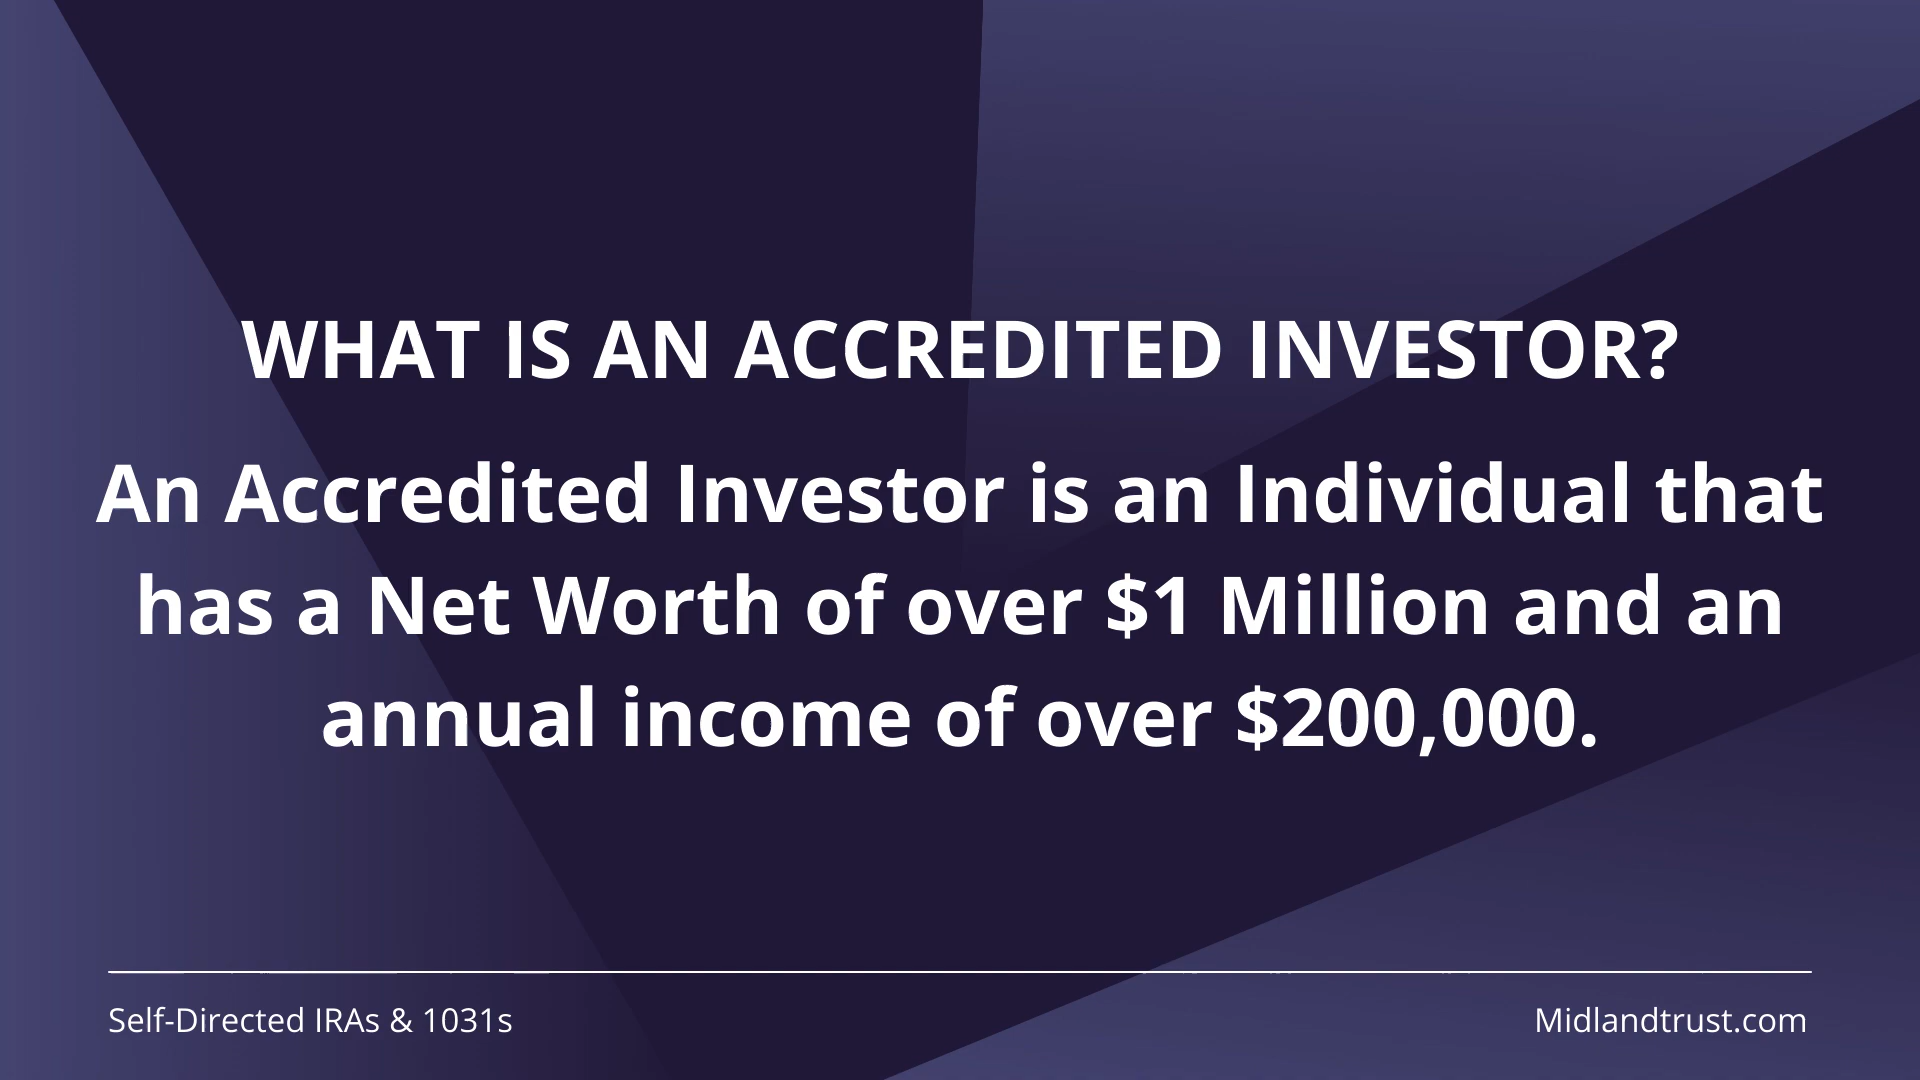 WHAT IS AN ACCREDITED INVESTOR?
An Accredited Investor is an Individual that
has a Net Worth of over $1 Million and an
annual income of over $200,000.
Self-Directed IRAs & 1031s
Midlandtrust.com